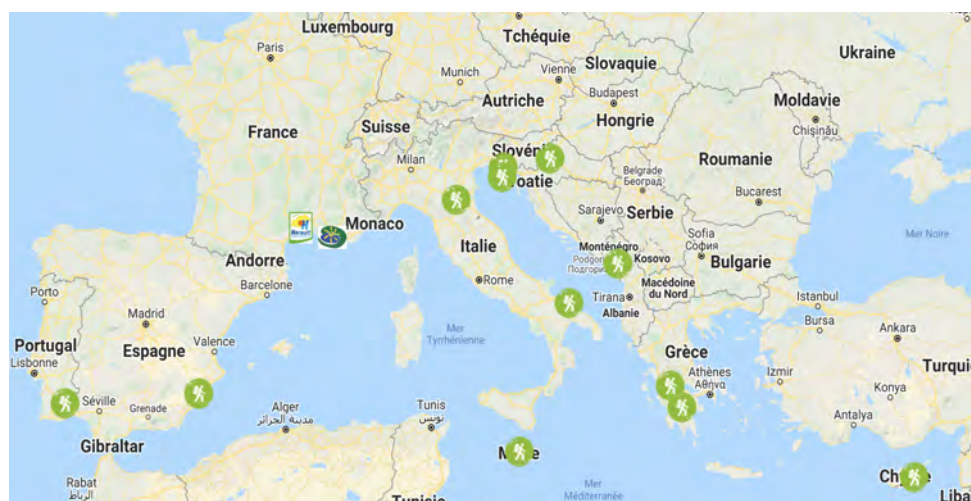 Luxembourg
Tchéquie
Ukraine
Paris
Slovaquie
Munich
Vienne
Autriche
Budapest
Moldavie
Hongrie
Chișinău
France
Suisse
Milan
Roumanie
Belgrade
Београд
Bucarest
Sarajevo
Serbie
Monaco
Italie
Sofia
София
Mer Noire
Monténégro
Kosovo
Bulgarie
Andorre
Barcelone
Rome
Macédoine
du Nord
Tirana
Albanie
Istanbul
Porto
Madrid
Mer
Tyrrhénienne
Bursa
Ankara
Portugal
Espagne
Valence
Grèce
Lisbonne
Athènes
Αθήνα
Izmir
Konya
Séville
Grenade
Alger
مدينة الجزائر
Tunis
تونس
Antalya
Gibraltar
Rabat
الرباط
Mer
Méditerranée